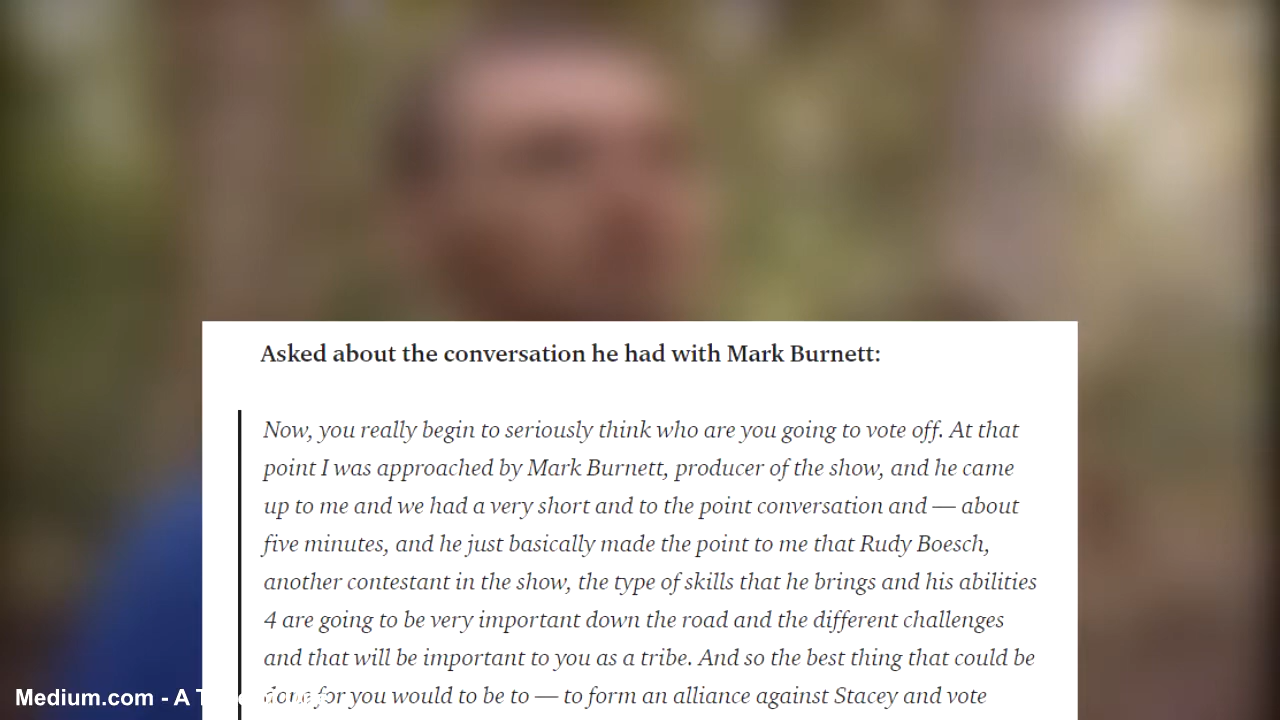 Asked about the conversation he had with Mark Burnett:
Now, you really begin to seriously think who are you going to vote off. At that
point I was approached by Mark Burnett, producer of the show, and he came
up to me and we had a very short and to the point conversation and — about
five minutes, and he just basically made the point to me that Rudy Boesch,
another contestant in the show, the type of skills that he brings and his abilities
4 are going to be very important down the road and the different challenges
and that will be important to you as a tribe. And so the best thing that could be
done for you would to be to — to form an alliance against Stacey and vote
Medium.com - A